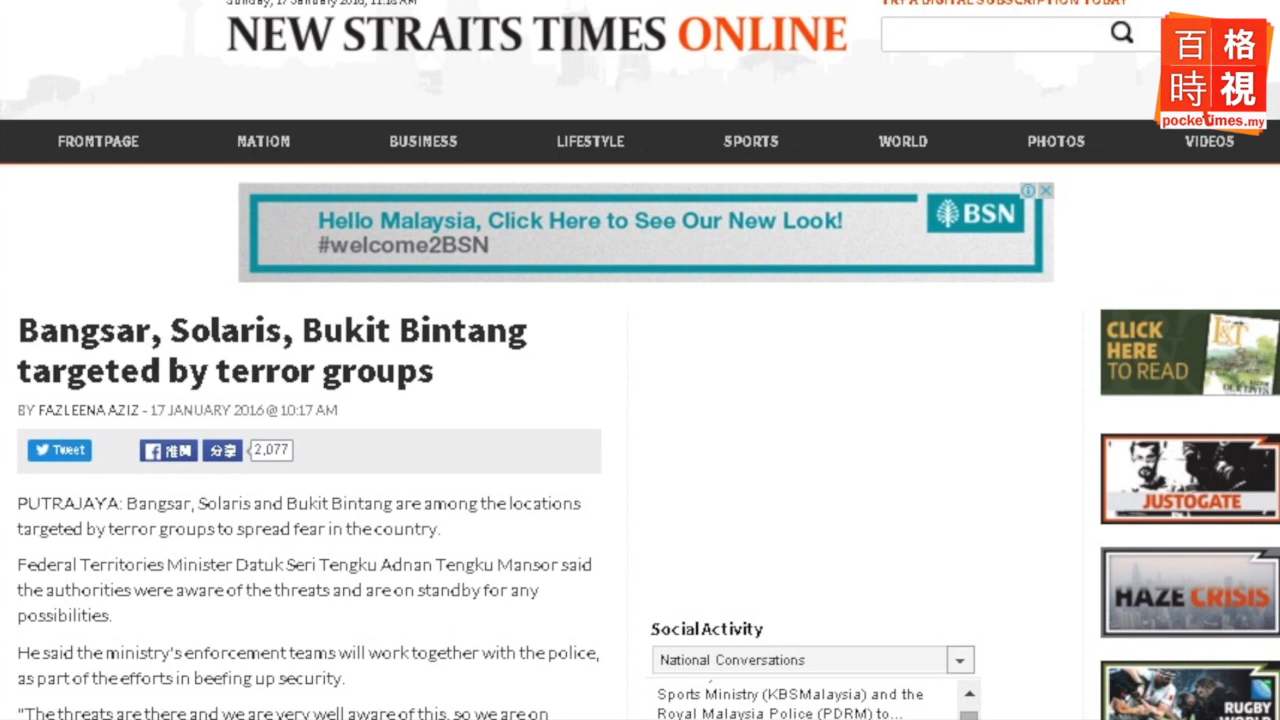 Sunday, 17 January 2016, 11:18 AM
TRY A DIGITAL SUBSCRIPTION TODAY
NEW STRAITS TIMES ONLINE
百格
時視
pocketimes.my
FRONTPAGE NATION BUSINESS LIFESTYLE SPORTS WORLD PHOTOS VIDEOS
Hello Malaysia, Click Here to See Our New Look!
#welcome2BSN
BSN
Bangsar, Solaris, Bukit Bintang
targeted by terror groups
BY FAZLEENA AZIZ - 17 JANUARY 2016 @ 10:17 AM
Tweet 推薦 分享 2,077
PUTRAJAYA: Bangsar, Solaris and Bukit Bintang are among the locations
targeted by terror groups to spread fear in the country.
Federal Territories Minister Datuk Seri Tengku Adnan Tengku Mansor said
the authorities were aware of the threats and are on standby for any
possibilities.
He said the ministry's enforcement teams will work together with the police,
as part of the efforts in beefing up security.
"The threats are there and we are very well aware of this, so we are on
Social Activity
National Conversations
Sports Ministry (KBSMalaysia) and the
Royal Malaysia Police (PDRM) to...
CLICK
HERE
TO READ
JUSTOGATE
HAZE CRISIS
RUGBY
WORLD